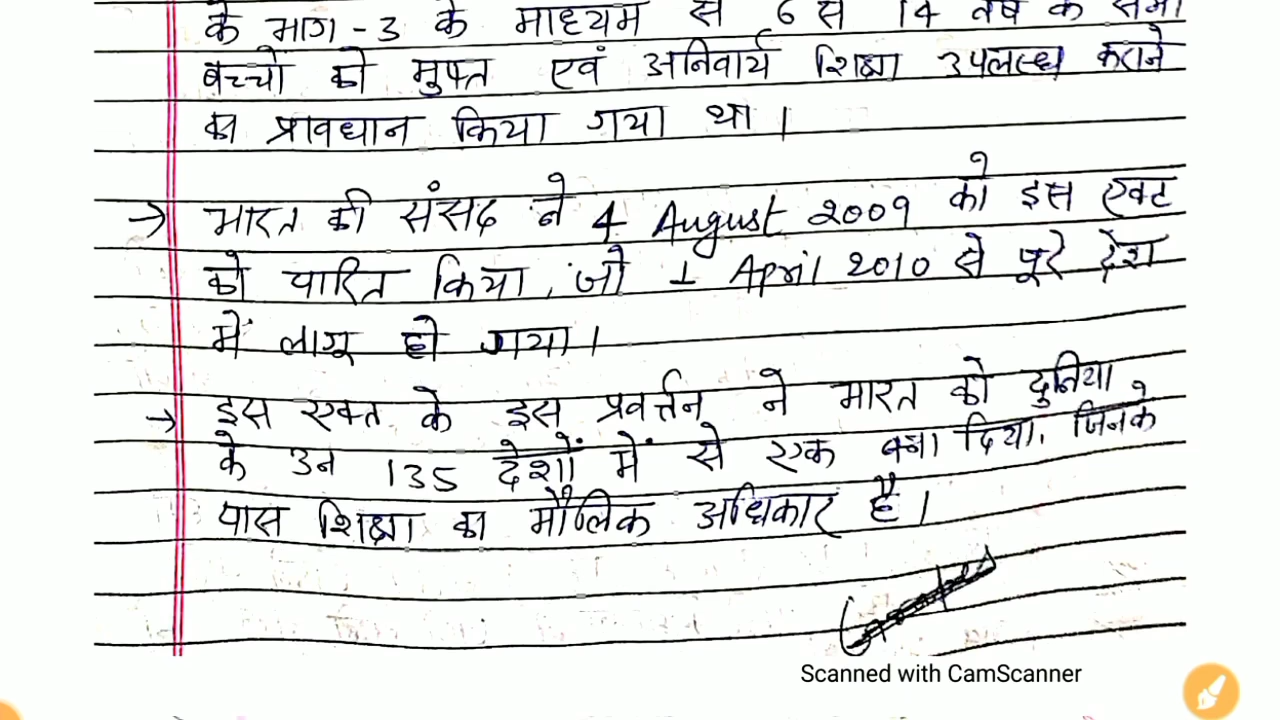 के भाग - 3 के माध्यम से 6 से 14 वर्ष के सभी
बच्चों को मुफ्त एवं अनिवार्य शिक्षा उपलब्ध कराने
का प्रावधान किया गया था।
→ भारत की संसद ने 4 August 2009 को इस एक्ट
को पारित किया, जो 1 April 2010 से पूरे देश
में लागू हो गया।
→ इस एक्ट के इस प्रवर्त्तन ने भारत को दुनिया
के उन 135 देशों में से एक बना दिया, जिनके
पास शिक्षा का मौलिक अधिकार है।
Scanned with CamScanner